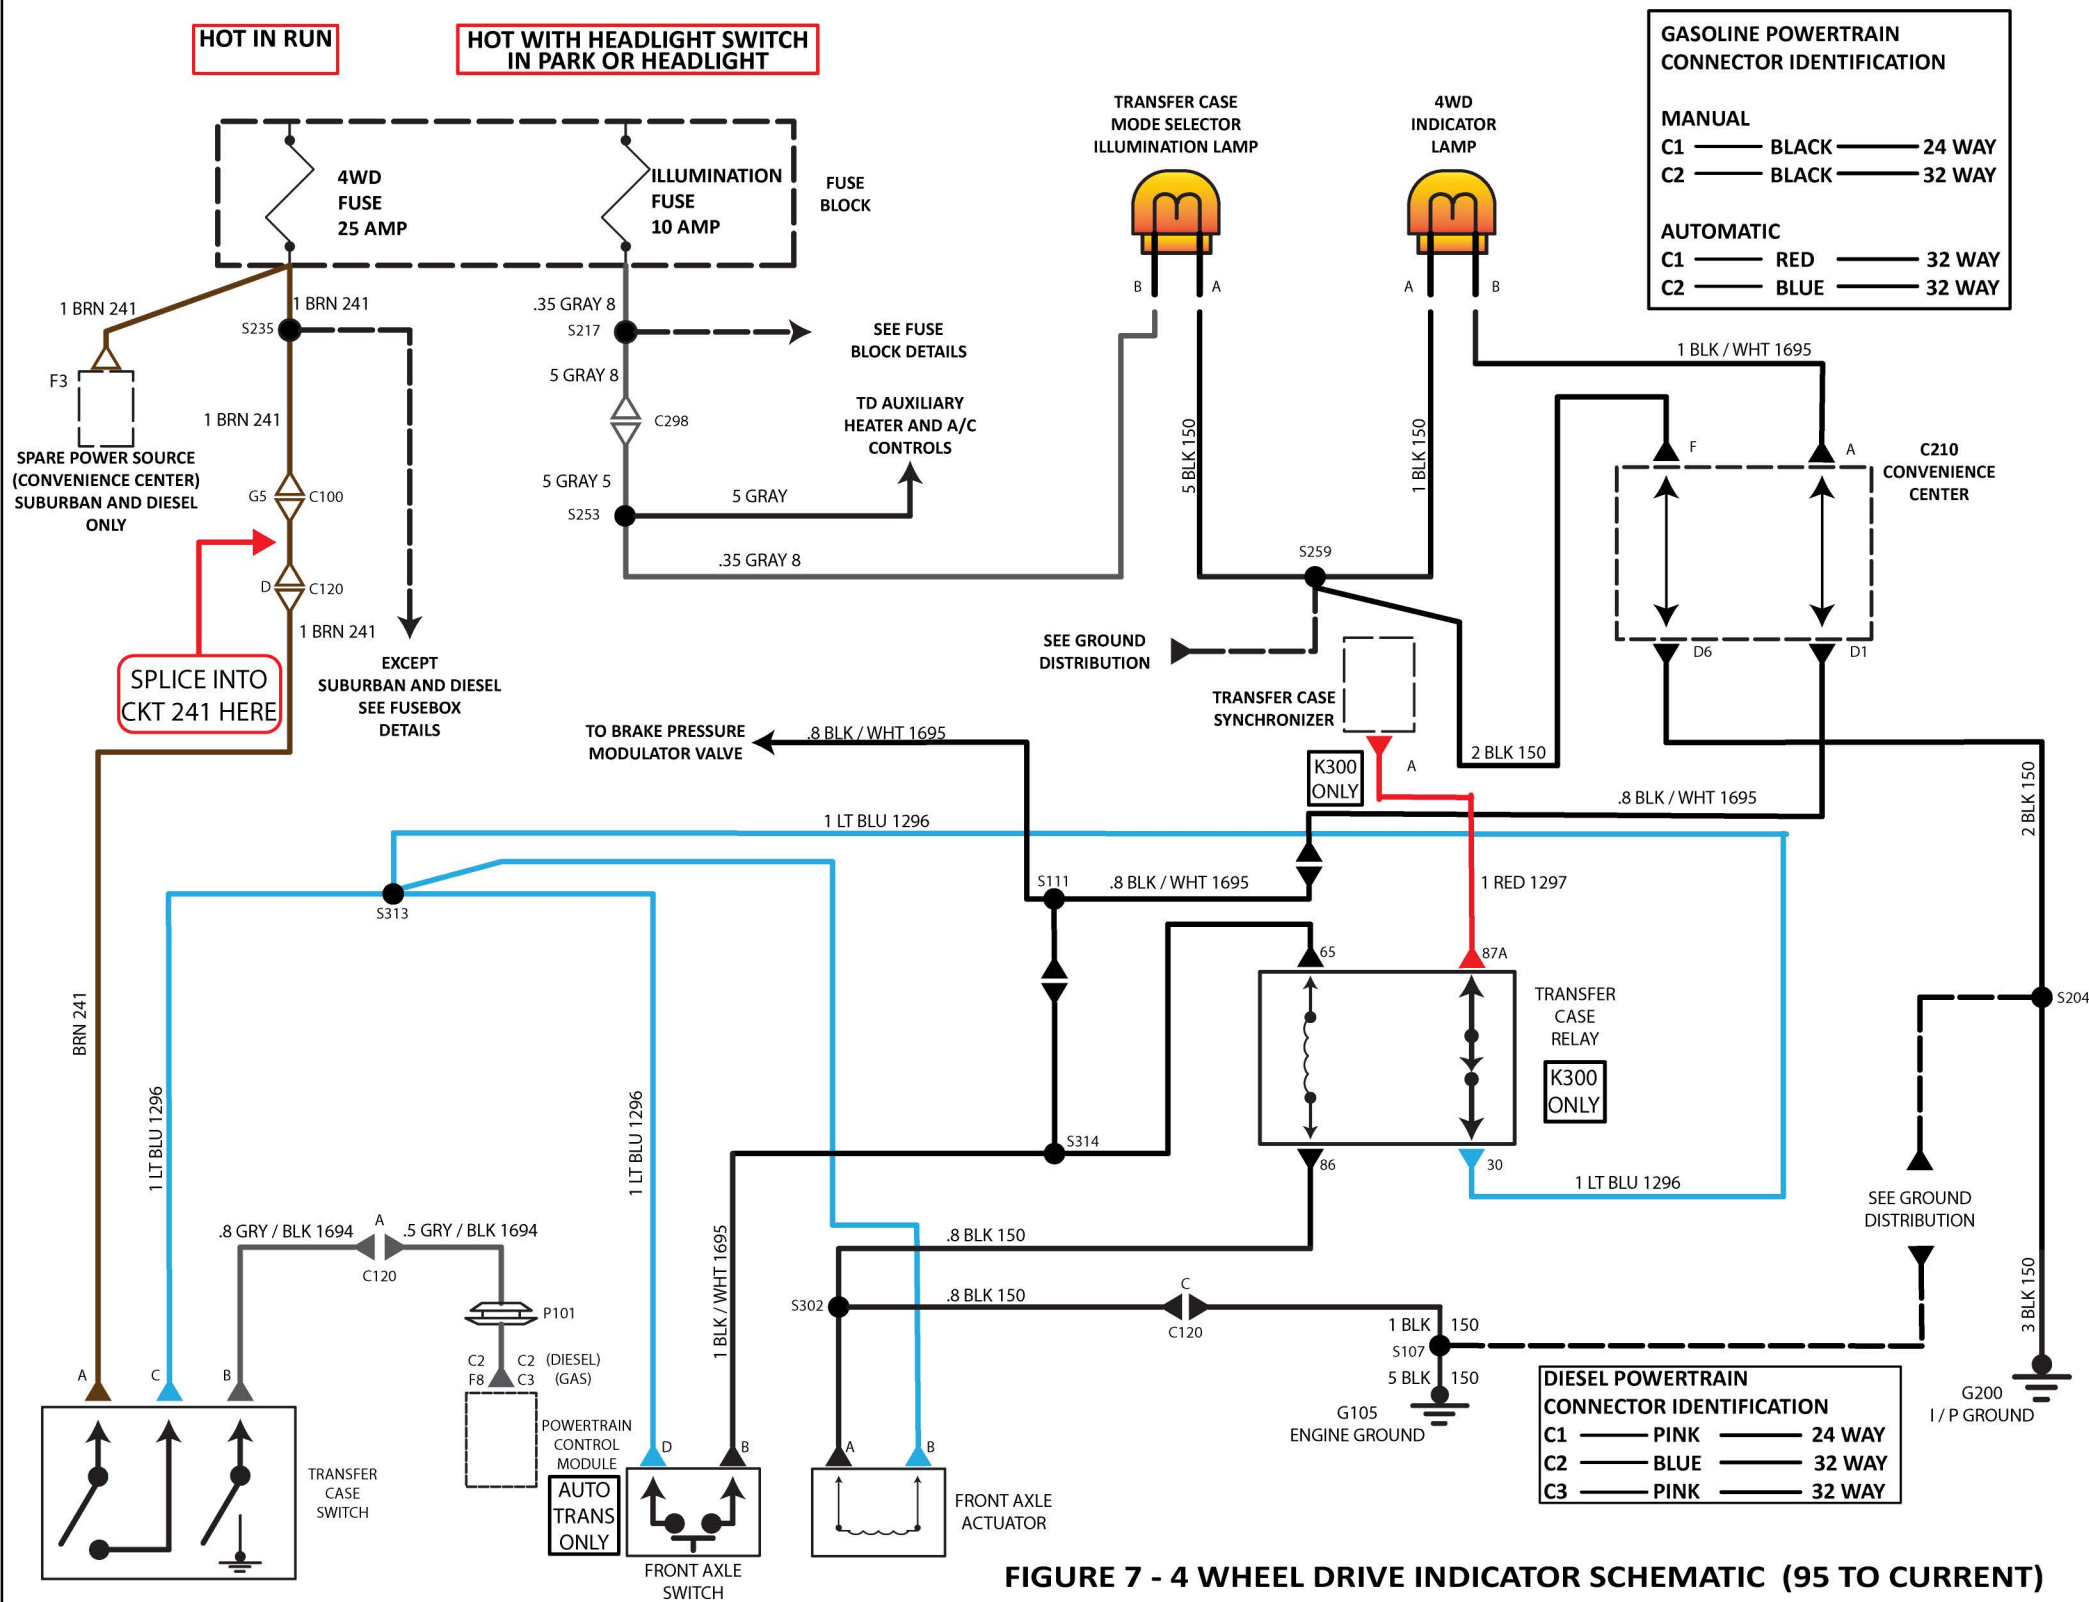 HOT IN RUN
HOT WITH HEADLIGHT SWITCH
IN PARK OR HEADLIGHT
GASOLINE POWERTRAIN
CONNECTOR IDENTIFICATION
MANUAL
C1 BLACK 24 WAY
C2 BLACK 32 WAY
AUTOMATIC
C1 RED 32 WAY
C2 BLUE 32 WAY
TRANSFER CASE
MODE SELECTOR
ILLUMINATION LAMP
4WD
INDICATOR
LAMP
4WD
FUSE
25 AMP
ILLUMINATION
FUSE
10 AMP
FUSE
BLOCK
B
A
A
B
1 BRN 241
1 BRN 241
S235
.35 GRAY 8
S217
SEE FUSE
BLOCK DETAILS
5 GRAY 8
C298
TD AUXILIARY
HEATER AND A/C
CONTROLS
5 GRAY 5
5 GRAY
S253
.35 GRAY 8
F3
1 BRN 241
SPARE POWER SOURCE
(CONVENIENCE CENTER)
SUBURBAN AND DIESEL
ONLY
G5
C100
D
C120
1 BRN 241
SPLICE INTO
CKT 241 HERE
EXCEPT
SUBURBAN AND DIESEL
SEE FUSEBOX
DETAILS
5 BLK 150
1 BLK 150
1 BLK / WHT 1695
F
A
C210
CONVENIENCE
CENTER
D6
D1
S259
SEE GROUND
DISTRIBUTION
TRANSFER CASE
SYNCHRONIZER
K300
ONLY
A
2 BLK 150
TO BRAKE PRESSURE
MODULATOR VALVE
.8 BLK / WHT 1695
.8 BLK / WHT 1695
2 BLK 150
1 LT BLU 1296
S313
S111
.8 BLK / WHT 1695
1 RED 1297
65
87A
TRANSFER
CASE
RELAY
K300
ONLY
S204
BRN 241
1 LT BLU 1296
1 LT BLU 1296
S314
86
30
1 LT BLU 1296
SEE GROUND
DISTRIBUTION
.8 GRY / BLK 1694
A
.5 GRY / BLK 1694
C120
P101
1 BLK / WHT 1695
.8 BLK 150
S302
.8 BLK 150
C
C120
1 BLK 150
S107
5 BLK 150
G105
ENGINE GROUND
3 BLK 150
G200
I / P GROUND
C2 C2 (DIESEL)
F8 C3 (GAS)
POWERTRAIN
CONTROL
MODULE
AUTO
TRANS
ONLY
A
C
B
TRANSFER
CASE
SWITCH
D
B
FRONT AXLE
SWITCH
A
B
FRONT AXLE
ACTUATOR
DIESEL POWERTRAIN
CONNECTOR IDENTIFICATION
C1 PINK 24 WAY
C2 BLUE 32 WAY
C3 PINK 32 WAY
FIGURE 7 - 4 WHEEL DRIVE INDICATOR SCHEMATIC (95 TO CURRENT)